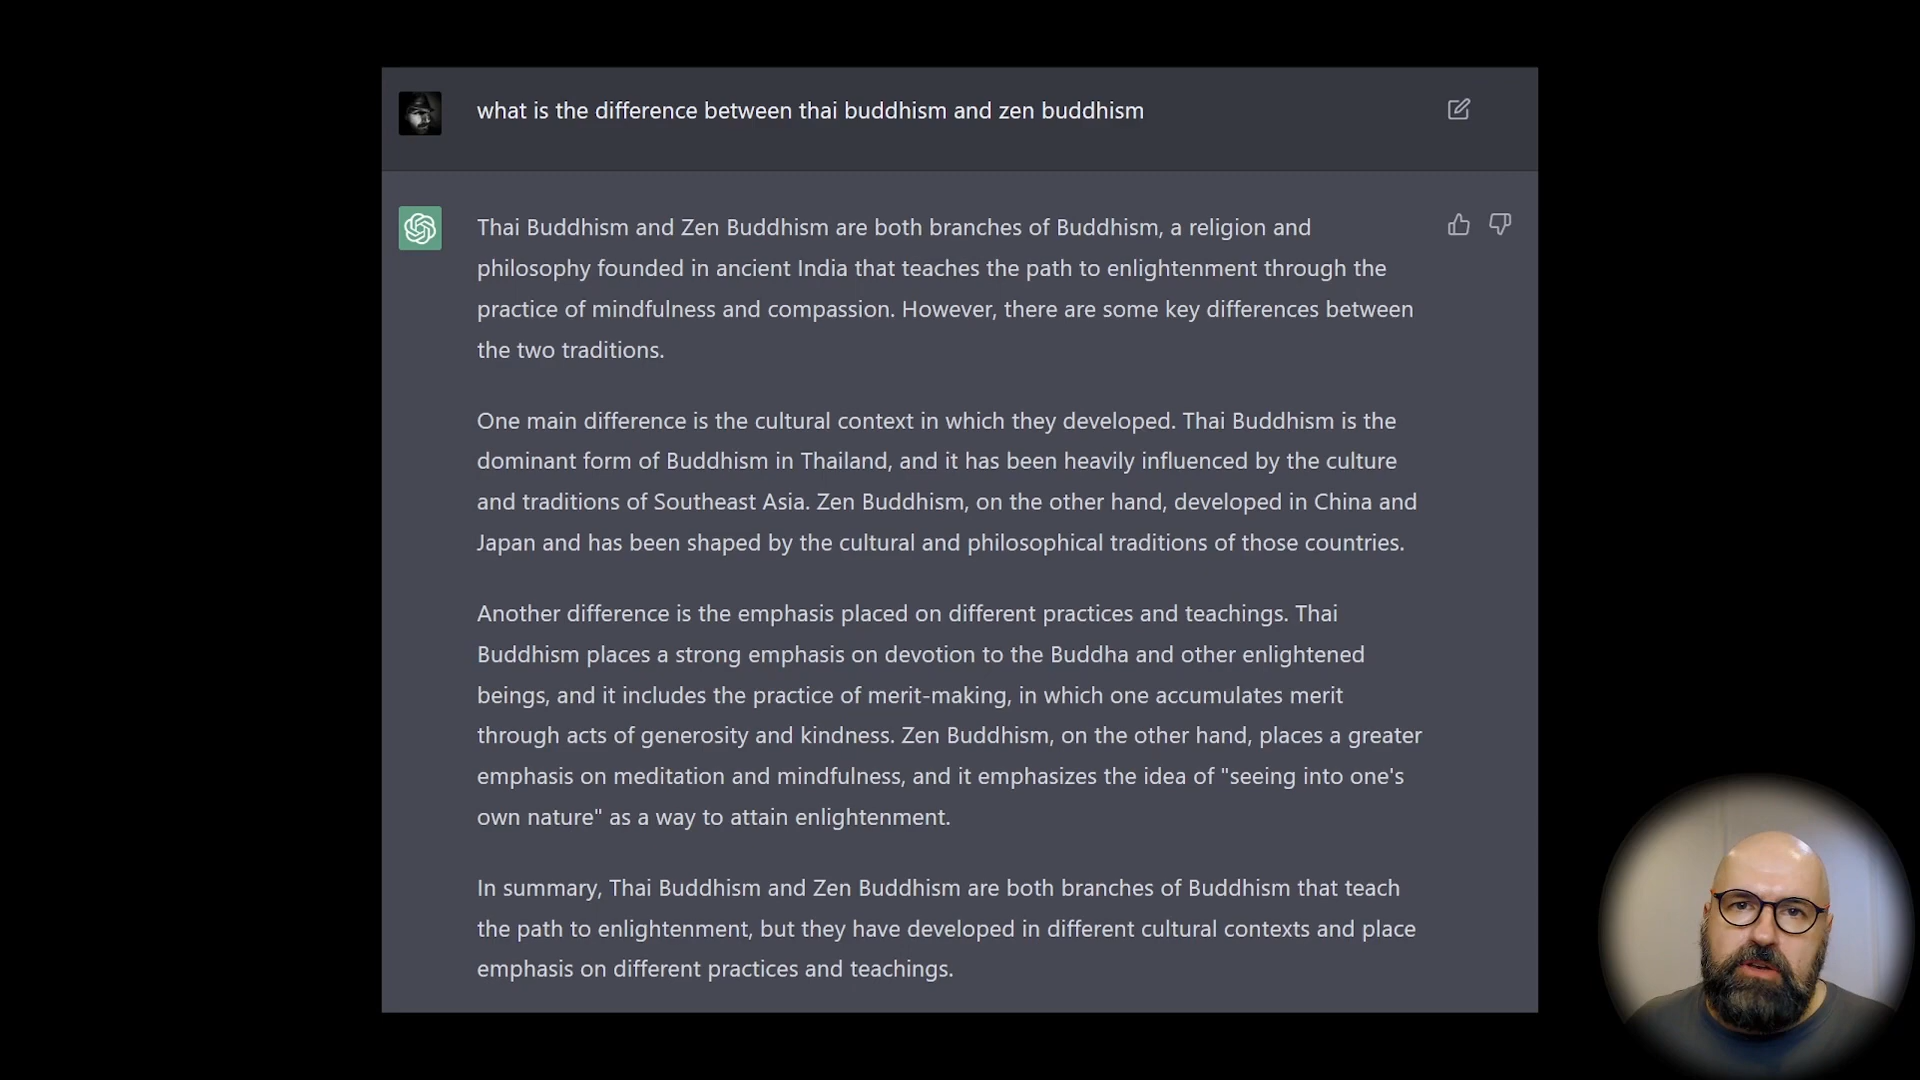 what is the difference between thai buddhism and zen buddhism
Thai Buddhism and Zen Buddhism are both branches of Buddhism, a religion and
philosophy founded in ancient India that teaches the path to enlightenment through the
practice of mindfulness and compassion. However, there are some key differences between
the two traditions.
One main difference is the cultural context in which they developed. Thai Buddhism is the
dominant form of Buddhism in Thailand, and it has been heavily influenced by the culture
and traditions of Southeast Asia. Zen Buddhism, on the other hand, developed in China and
Japan and has been shaped by the cultural and philosophical traditions of those countries.
Another difference is the emphasis placed on different practices and teachings. Thai
Buddhism places a strong emphasis on devotion to the Buddha and other enlightened
beings, and it includes the practice of merit-making, in which one accumulates merit
through acts of generosity and kindness. Zen Buddhism, on the other hand, places a greater
emphasis on meditation and mindfulness, and it emphasizes the idea of "seeing into one's
own nature" as a way to attain enlightenment.
In summary, Thai Buddhism and Zen Buddhism are both branches of Buddhism that teach
the path to enlightenment, but they have developed in different cultural contexts and place
emphasis on different practices and teachings.